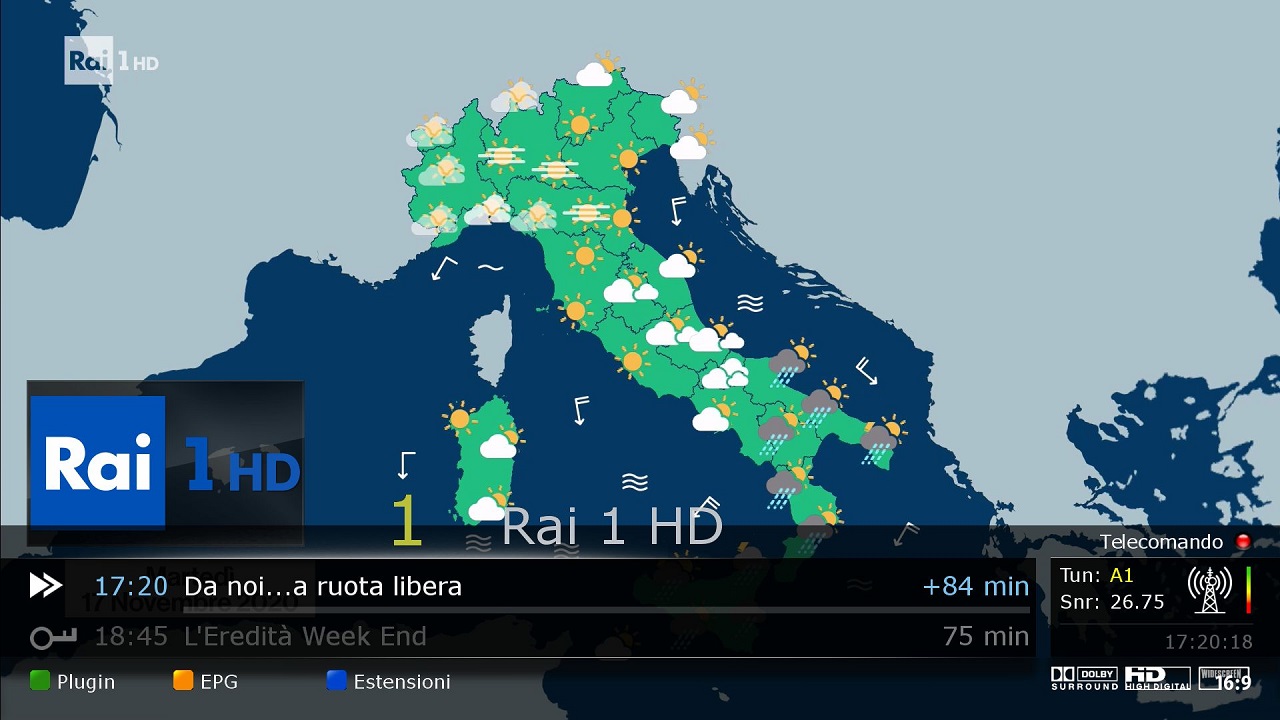 Rai 1 HD
Rai 1 HD
1 Rai 1 HD
Telecomando
17:20 Da noi...a ruota libera +84 min
Martedì
17 Novembre 2020
18:45 L'Eredità Week End 75 min
Tun: A1
Snr: 26.75
17:20:18
Plugin EPG Estensioni
DOLBY
SURROUND
HD
HIGH DIGITAL
WIDESCREEN
16:9